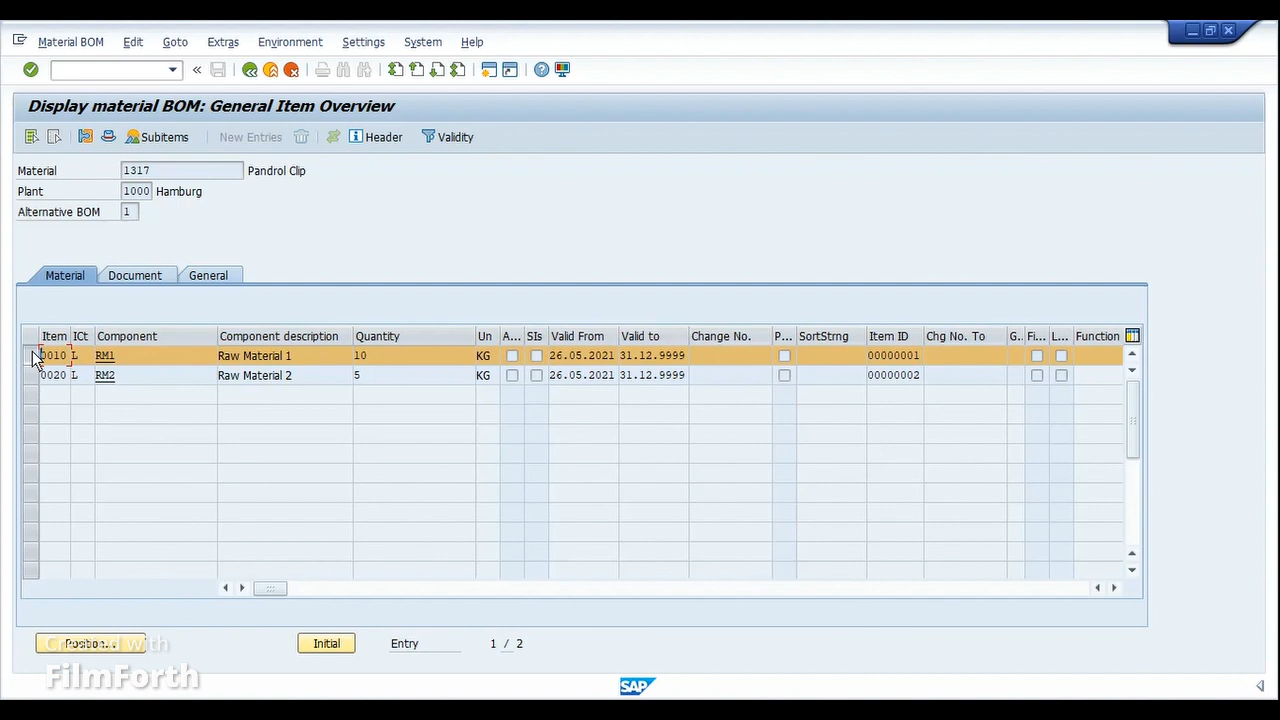 Material BOM Edit Goto Extras Environment Settings System Help
Display material BOM: General Item Overview
Subitems New Entries Header Validity
Material 1317 Pandrol Clip
Plant 1000 Hamburg
Alternative BOM 1
Material Document General
Item ICt Component Component description Quantity Un A... SIs Valid From Valid to Change No. P... SortStrng Item ID Chg No. To G.. Fi... L... Function
0010 L RM1 Raw Material 1 10 KG 26.05.2021 31.12.9999 00000001
0020 L RM2 Raw Material 2 5 KG 26.05.2021 31.12.9999 00000002
Position... Initial Entry 1 / 2
Created with
FilmForth
SAP